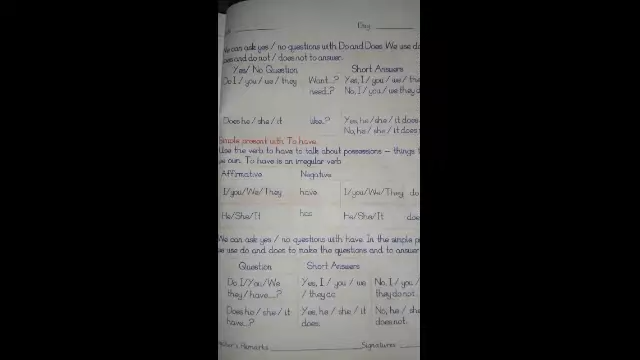 Day
We can ask yes / no questions with Do and Does. We use do
does and do not / does not to answer.
Yes/ No Question Short Answers
Do I / you / we / they Want...? Yes, I / you / we / the
need..? No, I / you / we they d
Does he / she / it Yes, he / she / it does
No, he / she / it does
Simple present with To have.
Use the verb to have to talk about possessions – things
we own. To have is an irregular verb
Affirmative Negative
I/you/We/They have I/you/We/They do
He/She/It has He/She/It doe
We can ask yes / no questions with have. In the simple p
we use do and does to make the questions and to answer
Question Short Answers
Do I/You/We Yes, I / you / we No, I / you /
they/ have....? / they do they do not.
Does he / she / it Yes, he / she / it No, he / she
have...? does. does not.
Teacher's Remarks Signatures